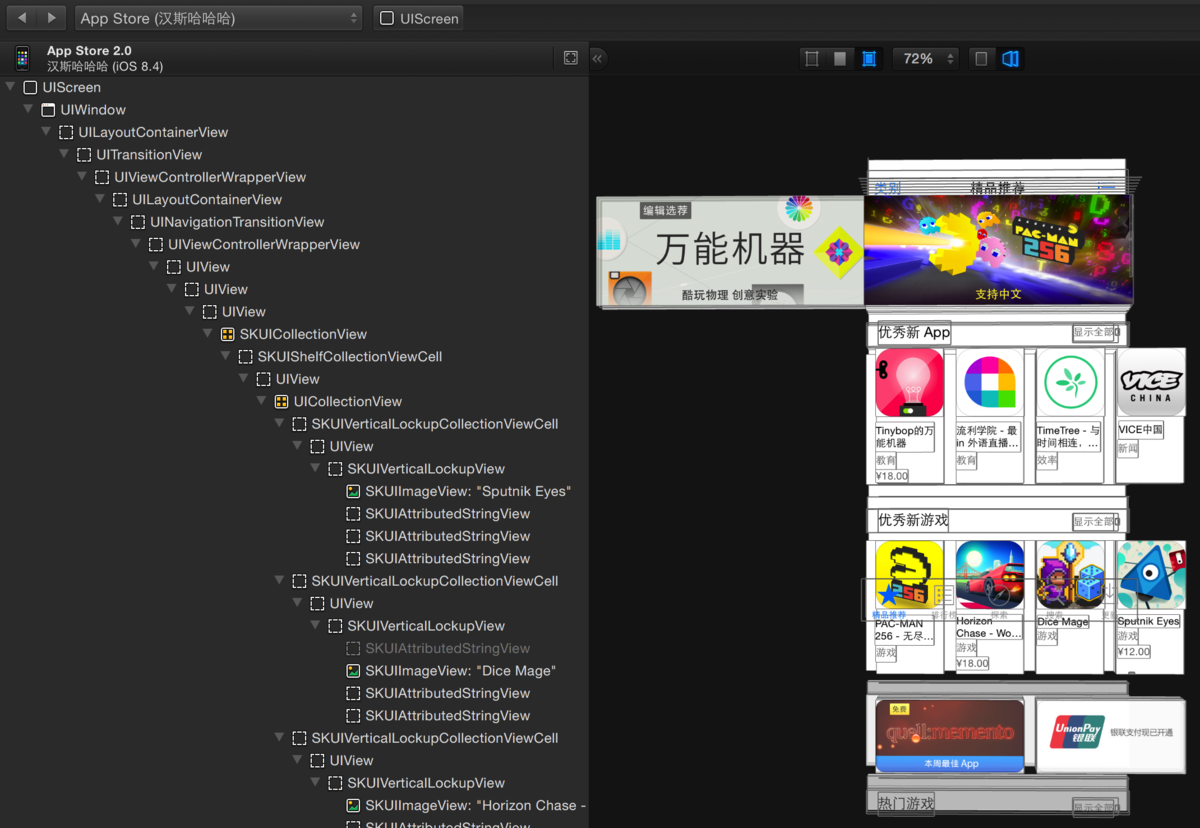 App Store (汉斯哈哈哈)
UIScreen
App Store 2.0
汉斯哈哈哈 (iOS 8.4)
72%
UIScreen
UIWindow
UILayoutContainerView
UITransitionView
UIViewControllerWrapperView
UILayoutContainerView
UINavigationTransitionView
UIViewControllerWrapperView
UIView
UIView
UIView
SKUICollectionView
SKUIShelfCollectionViewCell
UIView
UICollectionView
SKUIVerticalLockupCollectionViewCell
UIView
SKUIVerticalLockupView
SKUIImageView: "Sputnik Eyes"
SKUIAttributedStringView
SKUIAttributedStringView
SKUIAttributedStringView
SKUIVerticalLockupCollectionViewCell
UIView
SKUIVerticalLockupView
SKUIAttributedStringView
SKUIImageView: "Dice Mage"
SKUIAttributedStringView
SKUIAttributedStringView
SKUIVerticalLockupCollectionViewCell
UIView
SKUIVerticalLockupView
SKUIImageView: "Horizon Chase -
SKUIAttributedStringView
类别
精品推荐
编辑选荐
万能机器
酷玩物理 创意实验
PAC-MAN
256
支持中文
优秀新 App
显示全部
VICE
CHINA
Tinybop的万
能机器
教育
¥18.00
流利学院 - 最
in 外语直播…
教育
TimeTree - 与
时间相连，…
效率
VICE中国
新闻
优秀新游戏
显示全部
256
精品推荐
排行榜
探索
搜索
PAC-MAN
256 - 无尽…
游戏
Horizon
Chase - Wo…
游戏
¥18.00
Dice Mage
游戏
Sputnik Eyes
游戏
¥12.00
免费
quell:memento
本周最佳 App
UnionPay
银联
银联支付现已开通
热门游戏
显示全部